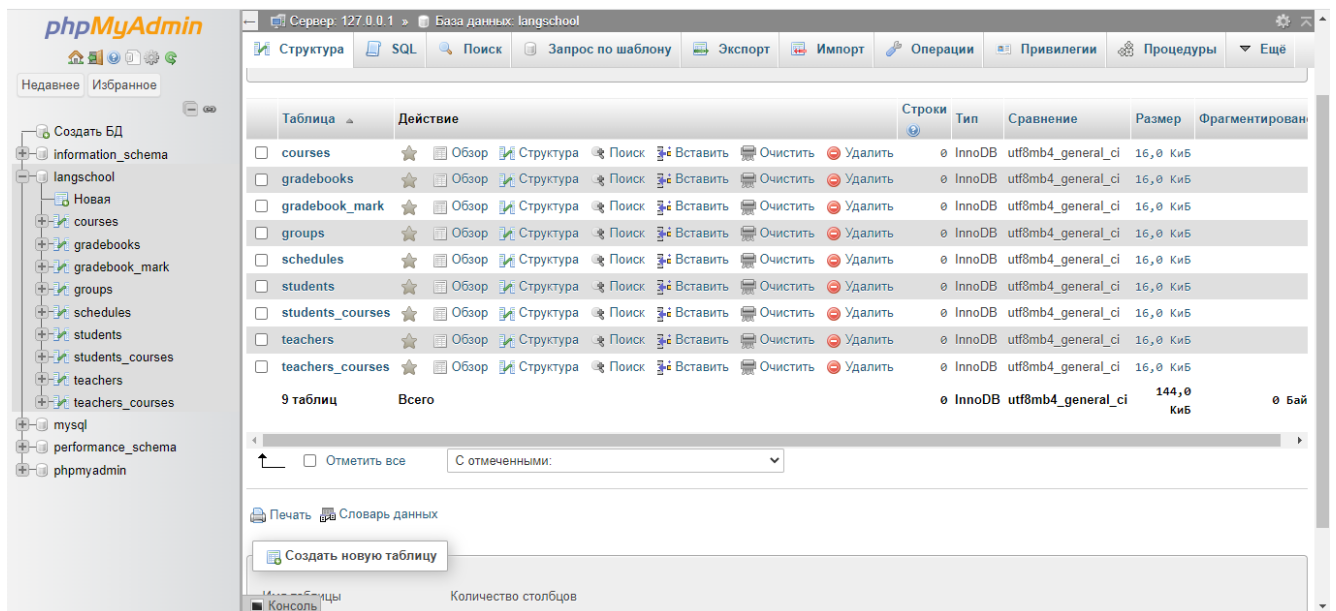 phpMyAdmin
Недавнее Избранное
Создать БД
information_schema
langschool
Новая
courses
gradebooks
gradebook_mark
groups
schedules
students
students_courses
teachers
teachers_courses
mysql
performance_schema
phpmyadmin
Сервер: 127.0.0.1 » База данных: langschool
Структура SQL Поиск Запрос по шаблону Экспорт Импорт Операции Привилегии Процедуры Ещё
Таблица Действие Строки Тип Сравнение Размер Фрагментирован
courses Обзор Структура Поиск Вставить Очистить Удалить 0 InnoDB utf8mb4_general_ci 16,0 КиБ
gradebooks Обзор Структура Поиск Вставить Очистить Удалить 0 InnoDB utf8mb4_general_ci 16,0 КиБ
gradebook_mark Обзор Структура Поиск Вставить Очистить Удалить 0 InnoDB utf8mb4_general_ci 16,0 КиБ
groups Обзор Структура Поиск Вставить Очистить Удалить 0 InnoDB utf8mb4_general_ci 16,0 КиБ
schedules Обзор Структура Поиск Вставить Очистить Удалить 0 InnoDB utf8mb4_general_ci 16,0 КиБ
students Обзор Структура Поиск Вставить Очистить Удалить 0 InnoDB utf8mb4_general_ci 16,0 КиБ
students_courses Обзор Структура Поиск Вставить Очистить Удалить 0 InnoDB utf8mb4_general_ci 16,0 КиБ
teachers Обзор Структура Поиск Вставить Очистить Удалить 0 InnoDB utf8mb4_general_ci 16,0 КиБ
teachers_courses Обзор Структура Поиск Вставить Очистить Удалить 0 InnoDB utf8mb4_general_ci 16,0 КиБ
9 таблиц Всего 0 InnoDB utf8mb4_general_ci 144,0 КиБ 0 Бай
Отметить все С отмеченными:
Печать Словарь данных
Создать новую таблицу
Имя таблицы Количество столбцов
Консоль